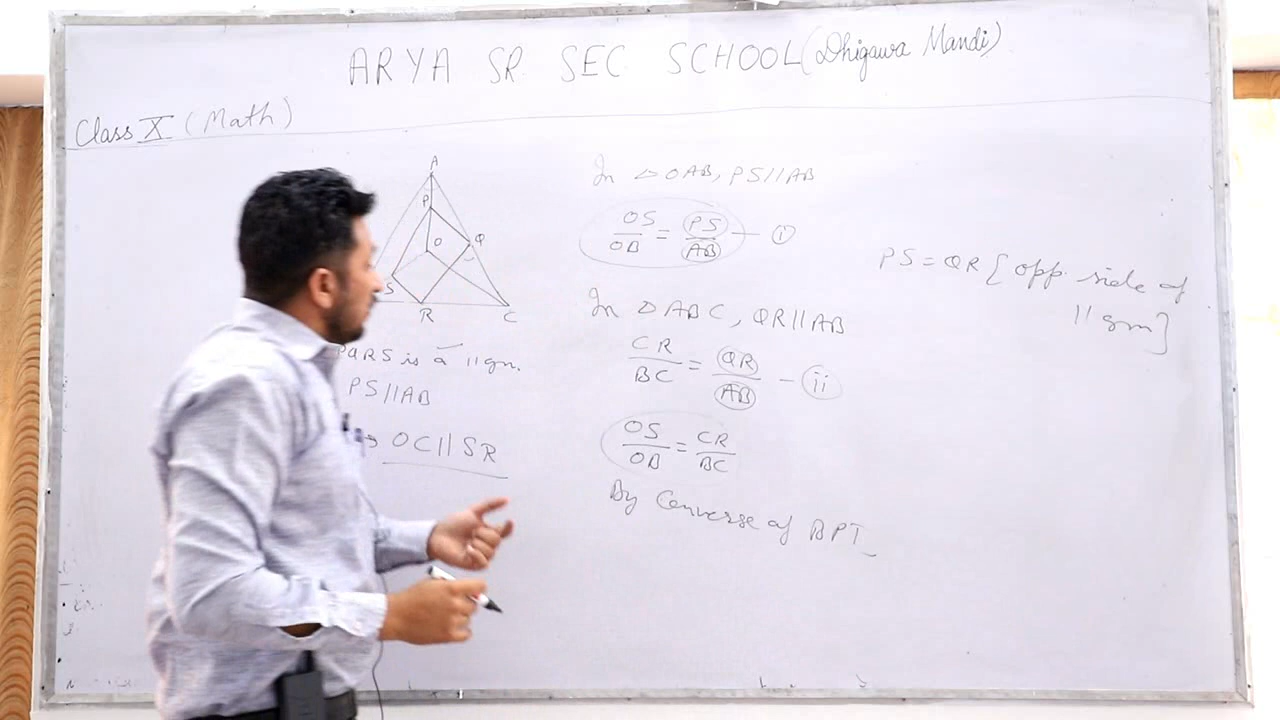 ARYA SR SEC SCHOOL (Dhigawa Mandi)
Class X (Math)
A
P
O
Q
S
R
C
PQRS is a ||gm.
PS||AB
→ OC||SR
In △OAB, PS||AB
OS/OB = PS/AB — (i)
In △ABC, QR||AB
CR/BC = QR/AB — (ii)
OS/OB = CR/BC
By Converse of BPT
PS = QR [opp. side of
||gm]